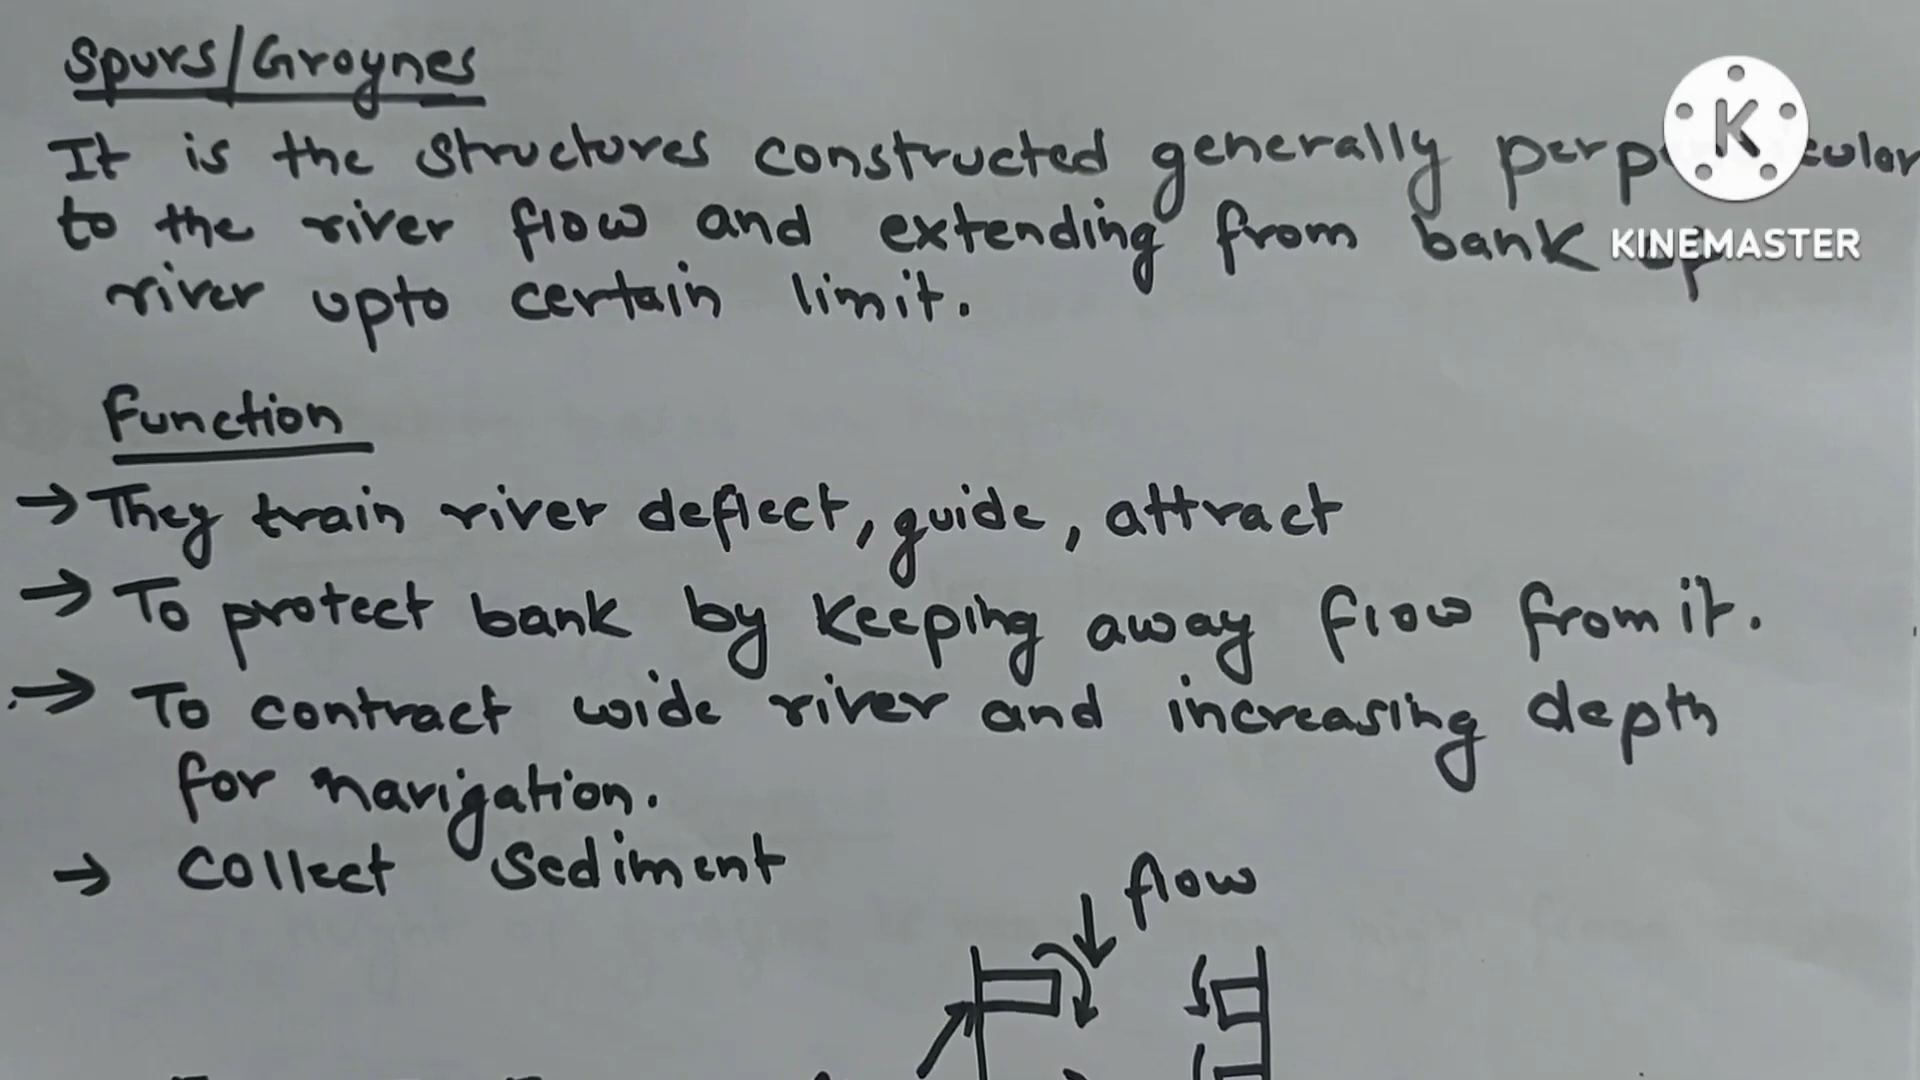 Spurs/Groynes
It is the structures constructed generally
to the river flow and extending from bank
river upto certain limit.
K
KINEMASTER
Function
→ They train river deflect, guide, attract
→ To protect bank by keeping away flow from it.
→ To contract wide river and increasing depth
for navigation.
→ collect sediment
flow